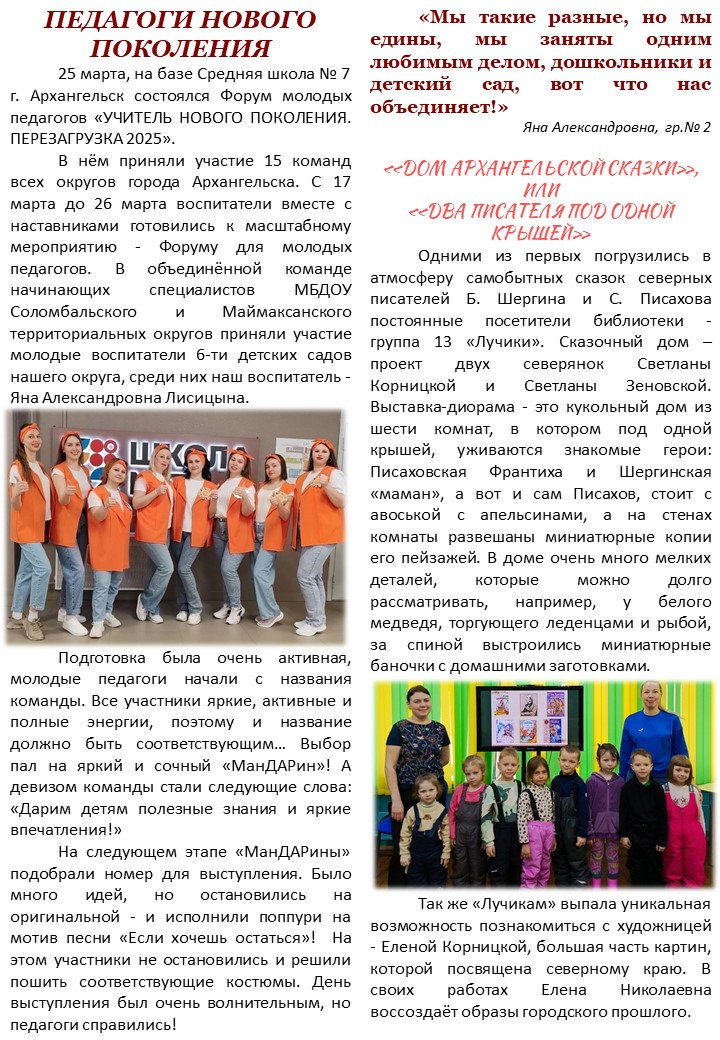 ПЕДАГОГИ НОВОГО
ПОКОЛЕНИЯ
25 марта, на базе Средняя школа № 7
г. Архангельск состоялся Форум молодых
педагогов «УЧИТЕЛЬ НОВОГО ПОКОЛЕНИЯ.
ПЕРЕЗАГРУЗКА 2025».
В нём приняли участие 15 команд
всех округов города Архангельска. С 17
марта до 26 марта воспитатели вместе с
наставниками готовились к масштабному
мероприятию - Форуму для молодых
педагогов. В объединённой команде
начинающих специалистов МБДОУ
Соломбальского и Маймаксанского
территориальных округов приняли участие
молодые воспитатели 6-ти детских садов
нашего округа, среди них наш воспитатель -
Яна Александровна Лисицына.
ШКОЛА
Подготовка была очень активная,
молодые педагоги начали с названия
команды. Все участники яркие, активные и
полные энергии, поэтому и название
должно быть соответствующим… Выбор
пал на яркий и сочный «МанДАРин»! А
девизом команды стали следующие слова:
«Дарим детям полезные знания и яркие
впечатления!»
На следующем этапе «МанДАРины»
подобрали номер для выступления. Было
много идей, но остановились на
оригинальной - и исполнили поппури на
мотив песни «Если хочешь остаться»! На
этом участники не остановились и решили
пошить соответствующие костюмы. День
выступления был очень волнительным, но
педагоги справились!
«Мы такие разные, но мы
едины, мы заняты одним
любимым делом, дошкольники и
детский сад, вот что нас
объединяет!»
Яна Александровна, гр.№ 2
<<ДОМ АРХАНГЕЛЬСКОЙ СКАЗКИ>>,
ИЛИ
<<ДВА ПИСАТЕЛЯ ПОД ОДНОЙ
КРЫШЕЙ>>
Одними из первых погрузились в
атмосферу самобытных сказок северных
писателей Б. Шергина и С. Писахова
постоянные посетители библиотеки -
группа 13 «Лучики». Сказочный дом –
проект двух северянок Светланы
Корницкой и Светланы Зеновской.
Выставка-диорама - это кукольный дом из
шести комнат, в котором под одной
крышей, уживаются знакомые герои:
Писаховская Франтиха и Шергинская
«маман», а вот и сам Писахов, стоит с
авоськой с апельсинами, а на стенах
комнаты развешаны миниатюрные копии
его пейзажей. В доме очень много мелких
деталей, которые можно долго
рассматривать, например, у белого
медведя, торгующего леденцами и рыбой,
за спиной выстроились миниатюрные
баночки с домашними заготовками.
Так же «Лучикам» выпала уникальная
возможность познакомиться с художницей
- Еленой Корницкой, большая часть картин,
которой посвящена северному краю. В
своих работах Елена Николаевна
воссоздаёт образы городского прошлого.